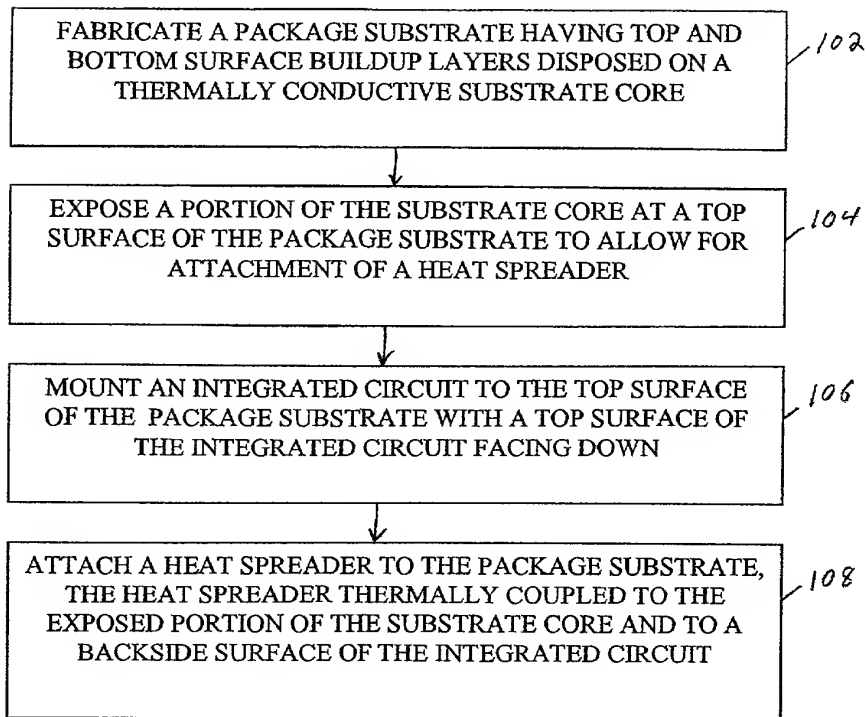 FABRICATE A PACKAGE SUBSTRATE HAVING TOP AND
BOTTOM SURFACE BUILDUP LAYERS DISPOSED ON A
THERMALLY CONDUCTIVE SUBSTRATE CORE
102
EXPOSE A PORTION OF THE SUBSTRATE CORE AT A TOP
SURFACE OF THE PACKAGE SUBSTRATE TO ALLOW FOR
ATTACHMENT OF A HEAT SPREADER
104
MOUNT AN INTEGRATED CIRCUIT TO THE TOP SURFACE
OF THE PACKAGE SUBSTRATE WITH A TOP SURFACE OF
THE INTEGRATED CIRCUIT FACING DOWN
106
ATTACH A HEAT SPREADER TO THE PACKAGE SUBSTRATE,
THE HEAT SPREADER THERMALLY COUPLED TO THE
EXPOSED PORTION OF THE SUBSTRATE CORE AND TO A
BACKSIDE SURFACE OF THE INTEGRATED CIRCUIT
108